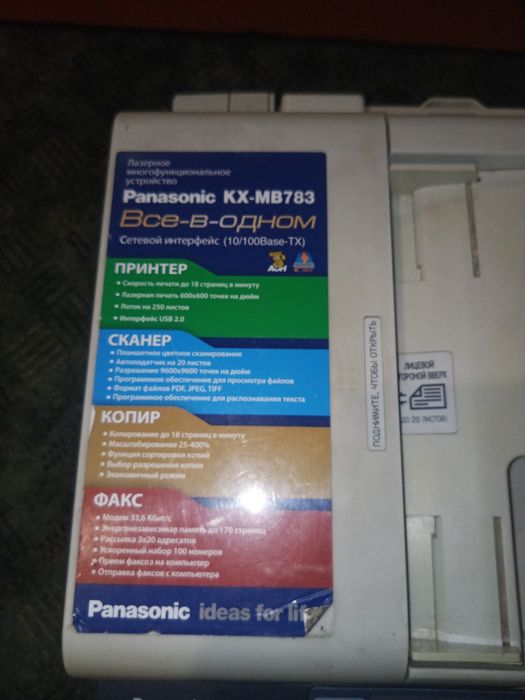 Лазерное
многофункциональное
устройство
Panasonic KX-MB783
Все-в-одном
Сетевой интерфейс (10/100Base-TX)
ПРИНТЕР
• Скорость печати до 18 страниц в минуту
• Лазерная печать 600x600 точек на дюйм
• Лоток на 250 листов
• Интерфейс USB 2.0
СКАНЕР
• Планшетное цветное сканирование
• Автоподатчик на 20 листов
• Разрешение 9600x9600 точек на дюйм
• Программное обеспечение для просмотра файлов
• Формат файлов PDF, JPEG, TIFF
• Программное обеспечение для распознавания текста
КОПИР
• Копирование до 18 страниц в минуту
• Масштабирование 25-400%
• Функция сортировки копий
• Выбор разрешения копии
• Экономичный режим
ФАКС
• Модем 33,6 Кбит/с
• Энергонезависимая память до 170 страниц
• Рассылка 3x20 адресатов
• Ускоренный набор 100 номеров
• Прием факсов на компьютер
• Отправка факсов с компьютера
Panasonic ideas for lif
ПОДНИМИТЕ, ЧТОБЫ ОТКРЫТЬ
ЛИЦЕВОЙ
СТОРОНОЙ ВВЕРХ
ДО 20 ЛИСТОВ
Panasonic